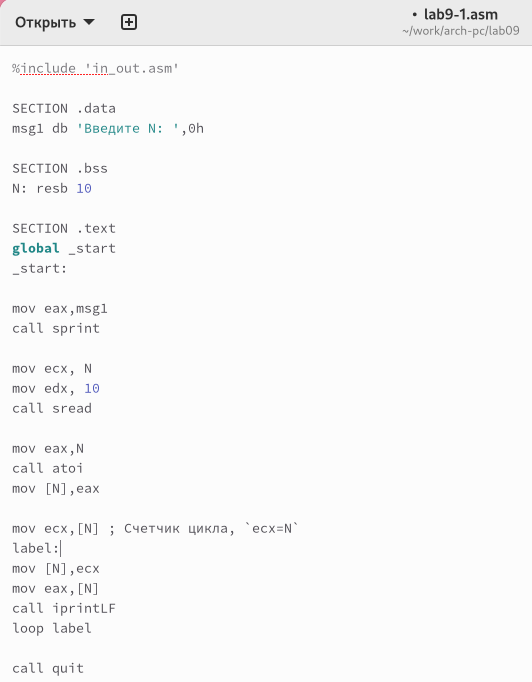 Открыть
• lab9-1.asm
~/work/arch-pc/lab09
%include 'in_out.asm'
SECTION .data
msg1 db 'Введите N: ',0h
SECTION .bss
N: resb 10
SECTION .text
global _start
_start:
mov eax,msg1
call sprint
mov ecx, N
mov edx, 10
call sread
mov eax,N
call atoi
mov [N],eax
mov ecx,[N] ; Счетчик цикла, `ecx=N`
label:
mov [N],ecx
mov eax,[N]
call iprintLF
loop label
call quit